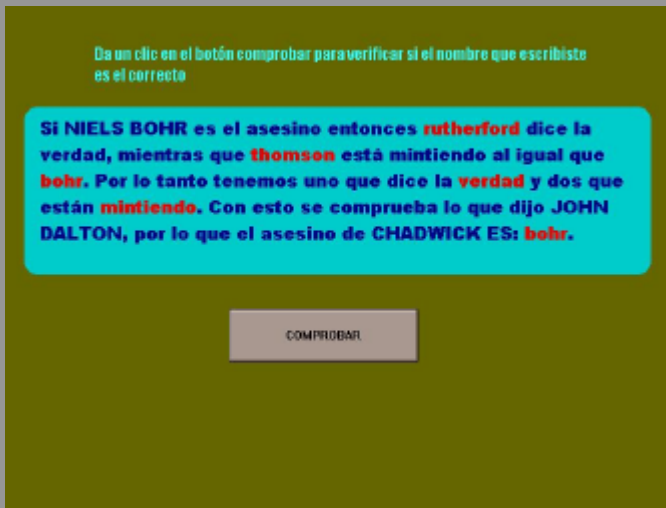 Da un clic en el botón comprobar para verificar si el nombre que escribiste
es el correcto
Si NIELS BOHR es el asesino entonces rutherford dice la
verdad, mientras que thomson está mintiendo al igual que
bohr. Por lo tanto tenemos uno que dice la verdad y dos que
están mintiendo. Con esto se comprueba lo que dijo JOHN
DALTON, por lo que el asesino de CHADWICK ES: bohr.
COMPROBAR